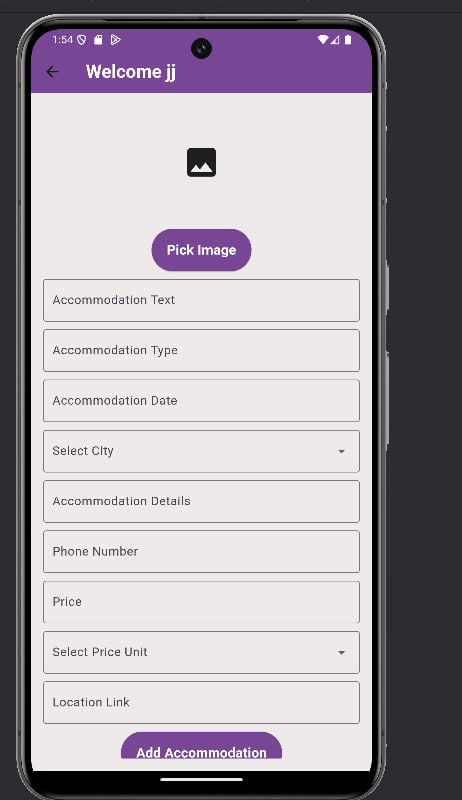 1:54
Welcome jj
Pick Image
Accommodation Text
Accommodation Type
Accommodation Date
Select City
Accommodation Details
Phone Number
Price
Select Price Unit
Location Link
Add Accommodation